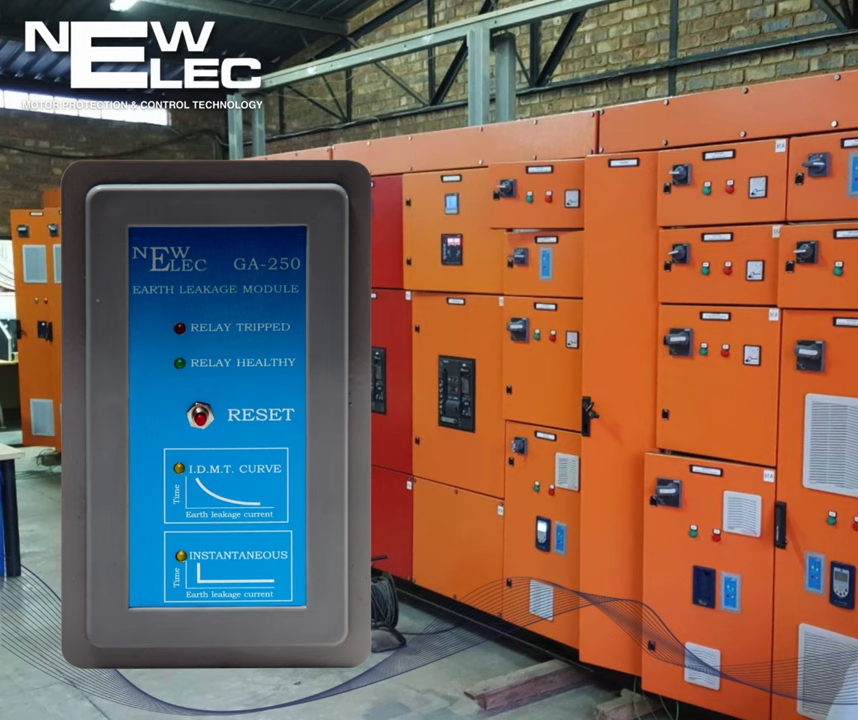 NEW
ELEC
MOTOR PROTECTION & CONTROL TECHNOLOGY
NEW
ELEC GA-250
EARTH LEAKAGE MODULE
RELAY TRIPPED
RELAY HEALTHY
RESET
I.D.M.T. CURVE
Time
Earth leakage current
INSTANTANEOUS
Time
Earth leakage current